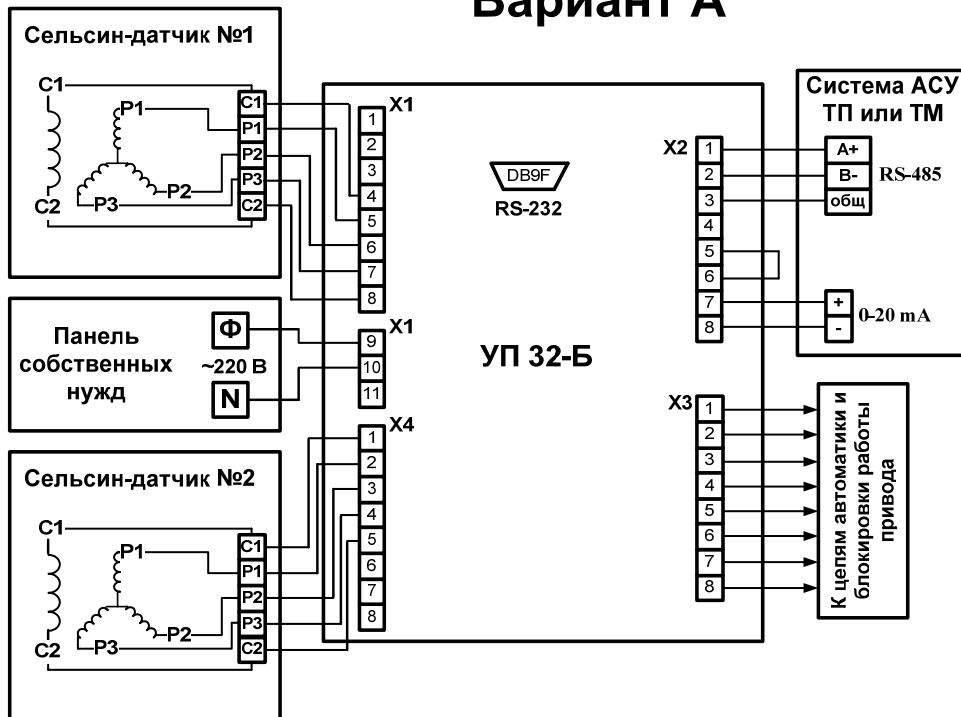 Вариант А
Сельсин-датчик №1
C1
P1
P2
P3
C2
C1
P1
P2
P3
C2
Панель
собственных
нужд
Ф
~220 В
N
Сельсин-датчик №2
C1
P1
P2
P3
C2
C1
P1
P2
P3
C2
X1
1
2
3
4
5
6
7
8
X1
9
10
11
X4
1
2
3
4
5
6
7
8
DB9F
RS-232
УП 32-Б
X2
1
2
3
4
5
6
7
8
X3
1
2
3
4
5
6
7
8
Система АСУ
ТП или ТМ
A+
B-
общ
RS-485
+
-
0-20 mA
К цепям автоматики и
блокировки работы
привода